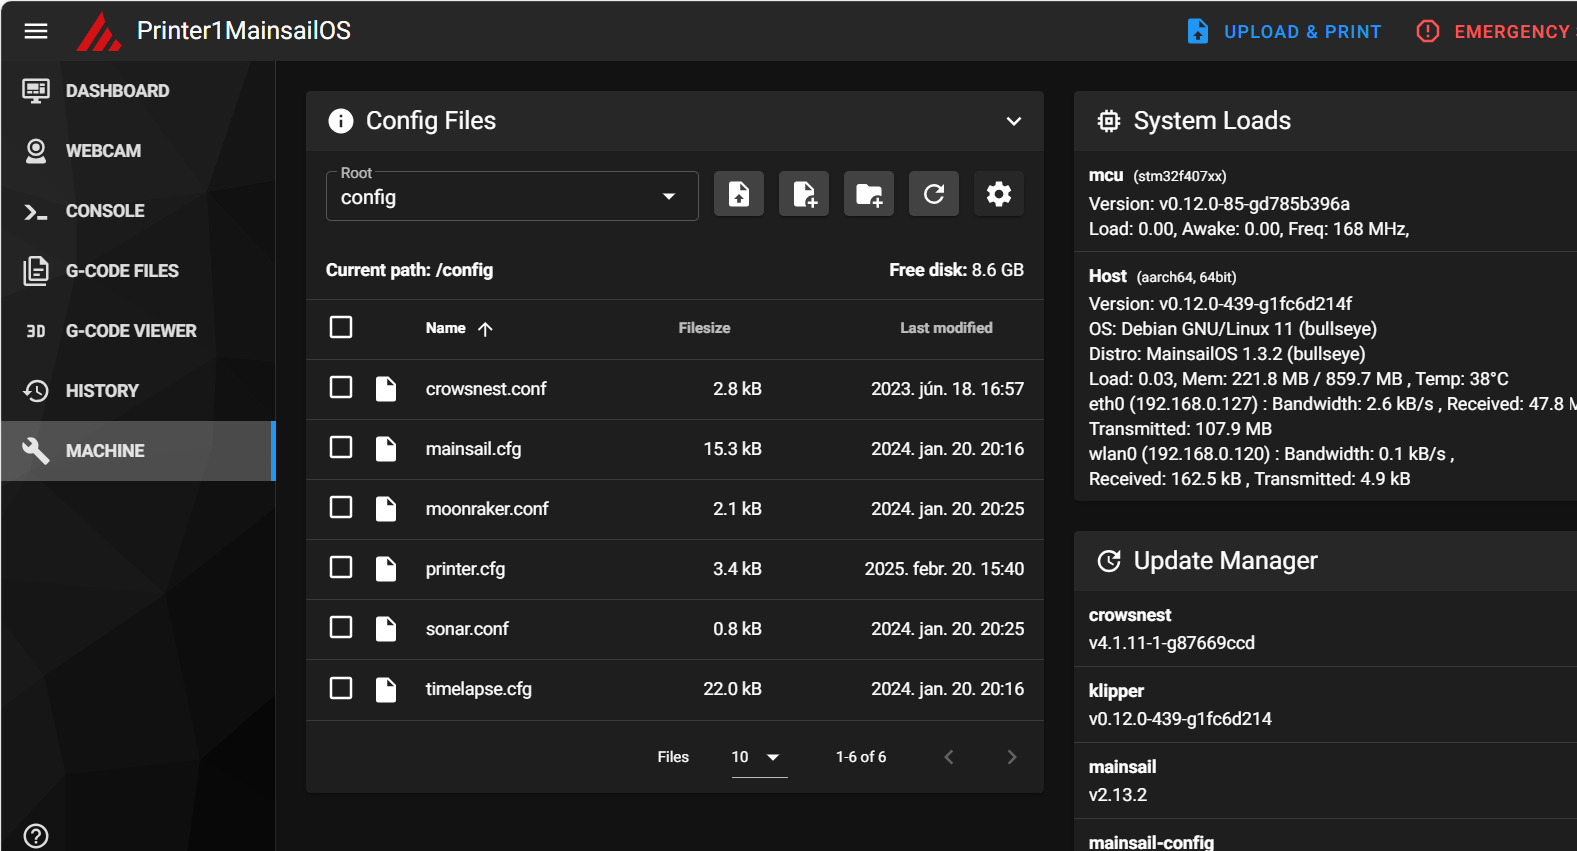 Printer1MainsailOS
UPLOAD & PRINT
EMERGENCY
DASHBOARD
WEBCAM
CONSOLE
G-CODE FILES
3D G-CODE VIEWER
HISTORY
MACHINE
Config Files
Root
config
Current path: /config
Free disk: 8.6 GB
Name Filesize Last modified
crowsnest.conf 2.8 kB 2023. jún. 18. 16:57
mainsail.cfg 15.3 kB 2024. jan. 20. 20:16
moonraker.conf 2.1 kB 2024. jan. 20. 20:25
printer.cfg 3.4 kB 2025. febr. 20. 15:40
sonar.conf 0.8 kB 2024. jan. 20. 20:25
timelapse.cfg 22.0 kB 2024. jan. 20. 20:16
Files 10 1-6 of 6
System Loads
mcu (stm32f407xx)
Version: v0.12.0-85-gd785b396a
Load: 0.00, Awake: 0.00, Freq: 168 MHz,
Host (aarch64, 64bit)
Version: v0.12.0-439-g1fc6d214f
OS: Debian GNU/Linux 11 (bullseye)
Distro: MainsailOS 1.3.2 (bullseye)
Load: 0.03, Mem: 221.8 MB / 859.7 MB , Temp: 38°C
eth0 (192.168.0.127) : Bandwidth: 2.6 kB/s , Received: 47.8 M
Transmitted: 107.9 MB
wlan0 (192.168.0.120) : Bandwidth: 0.1 kB/s ,
Received: 162.5 kB , Transmitted: 4.9 kB
Update Manager
crowsnest
v4.1.11-1-g87669ccd
klipper
v0.12.0-439-g1fc6d214
mainsail
v2.13.2
mainsail-config